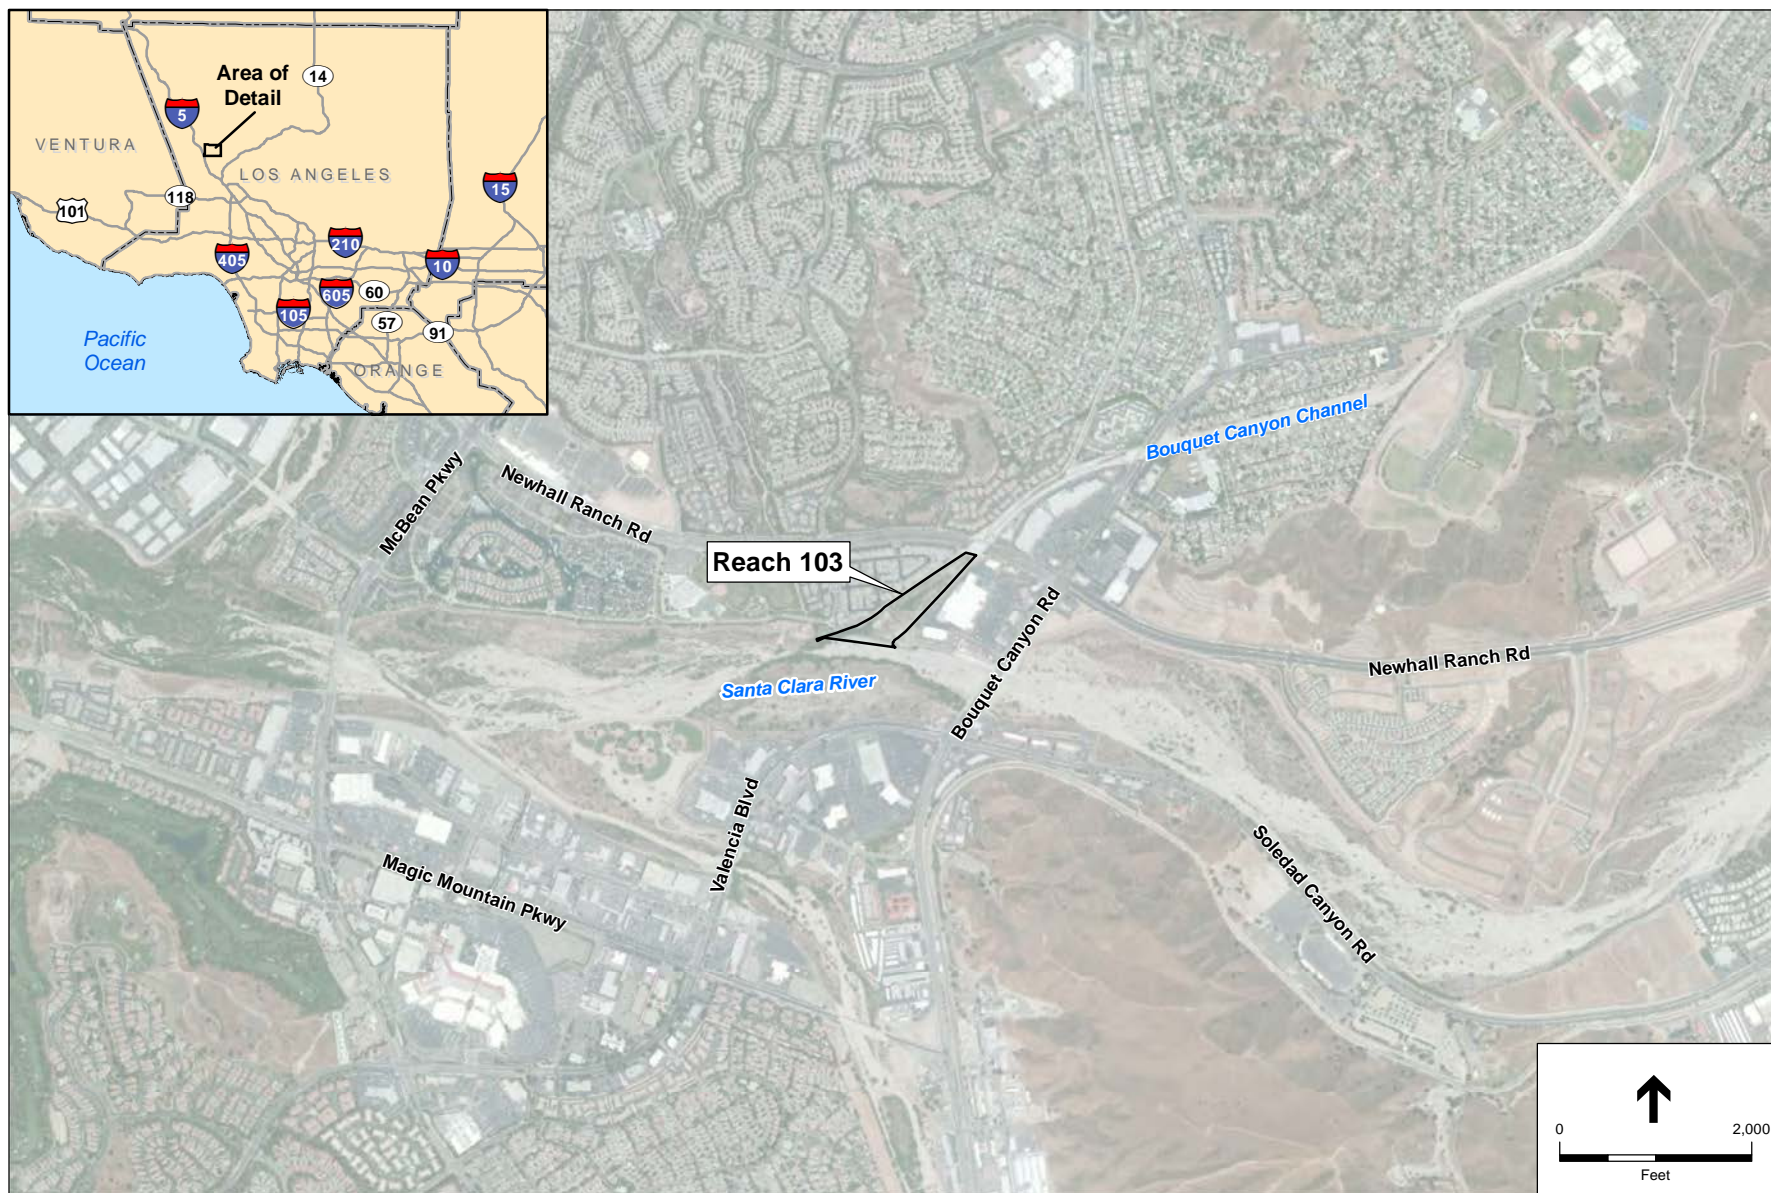 Area of
Detail
14
5
VENTURA
LOS ANGELES
118
101
15
405
210
10
605
60
105
57
91
Pacific
Ocean
ORANGE
Bouquet Canyon Channel
McBean Pkwy
Newhall Ranch Rd
Reach 103
Bouquet Canyon Rd
Newhall Ranch Rd
Santa Clara River
Valencia Blvd
Magic Mountain Pkwy
Soledad Canyon Rd
0
2,000
Feet